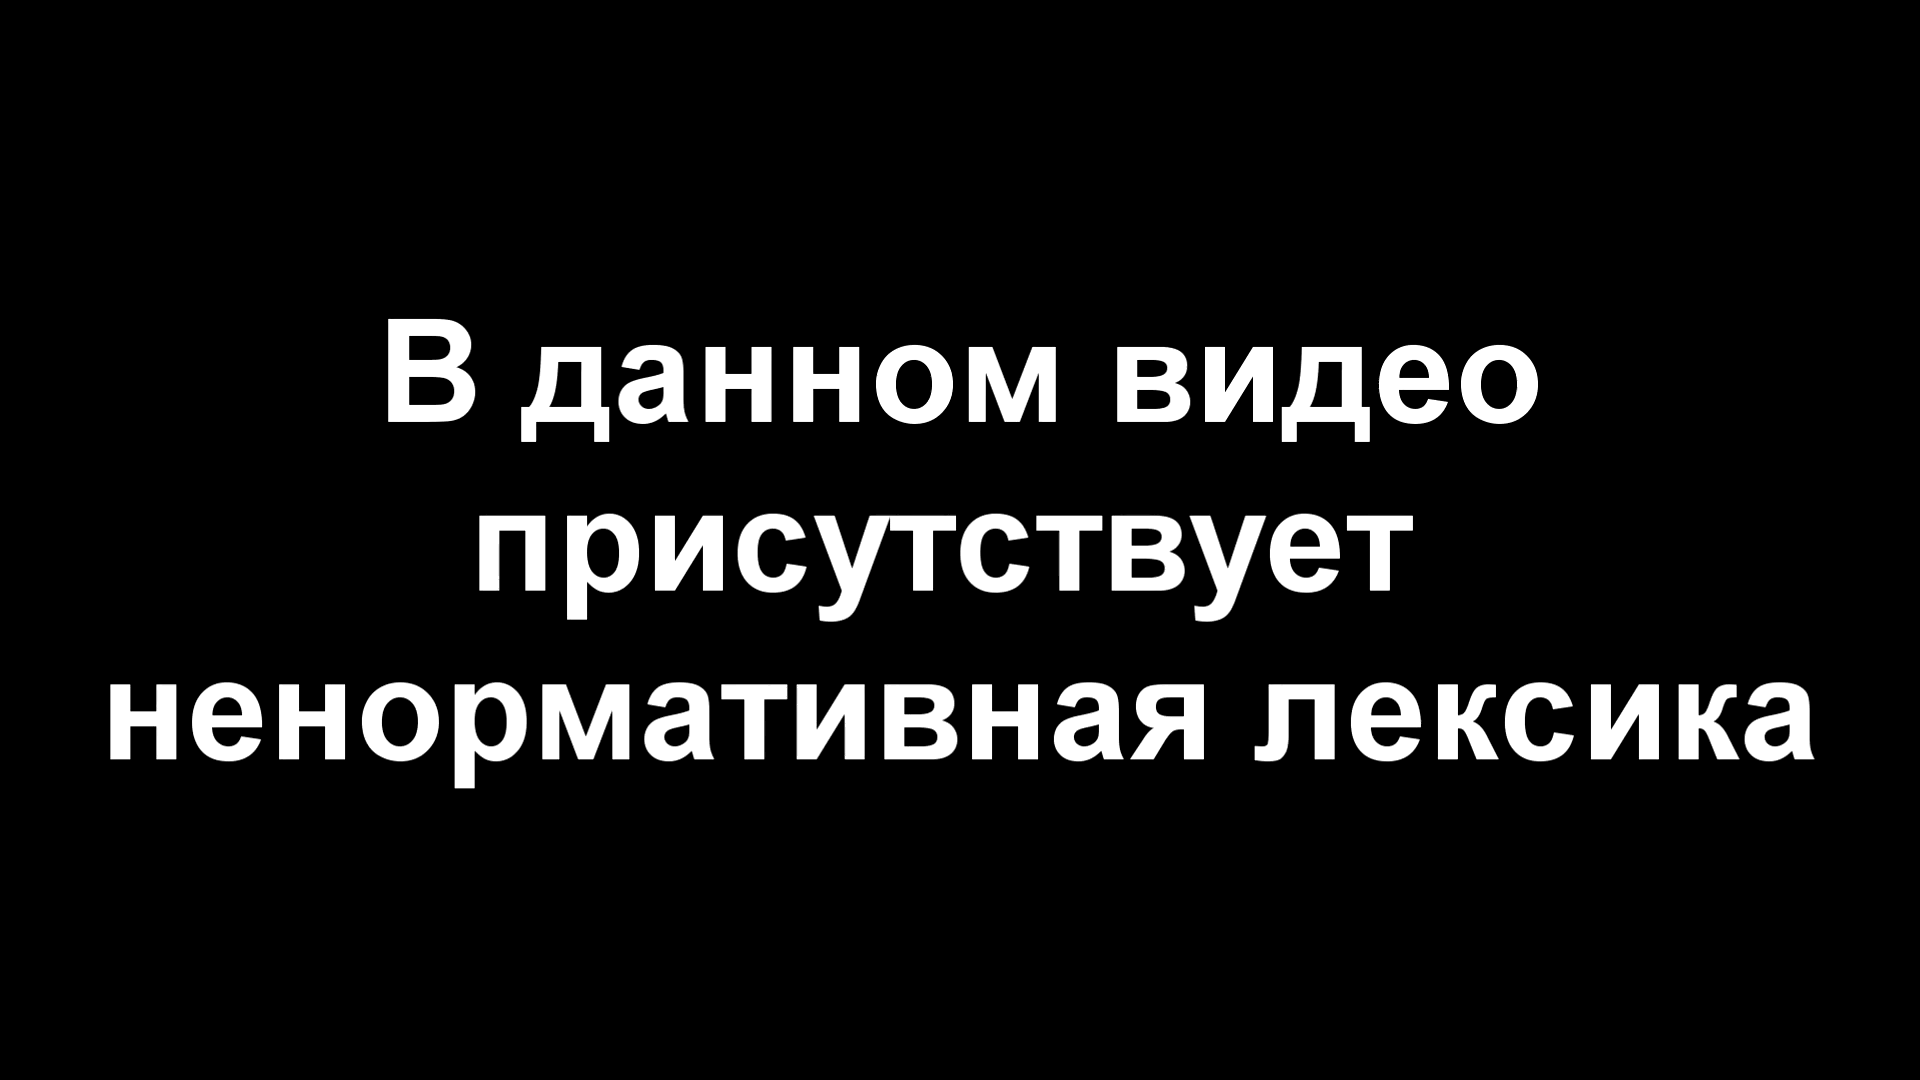 В данном видео
присутствует
ненормативная лексика